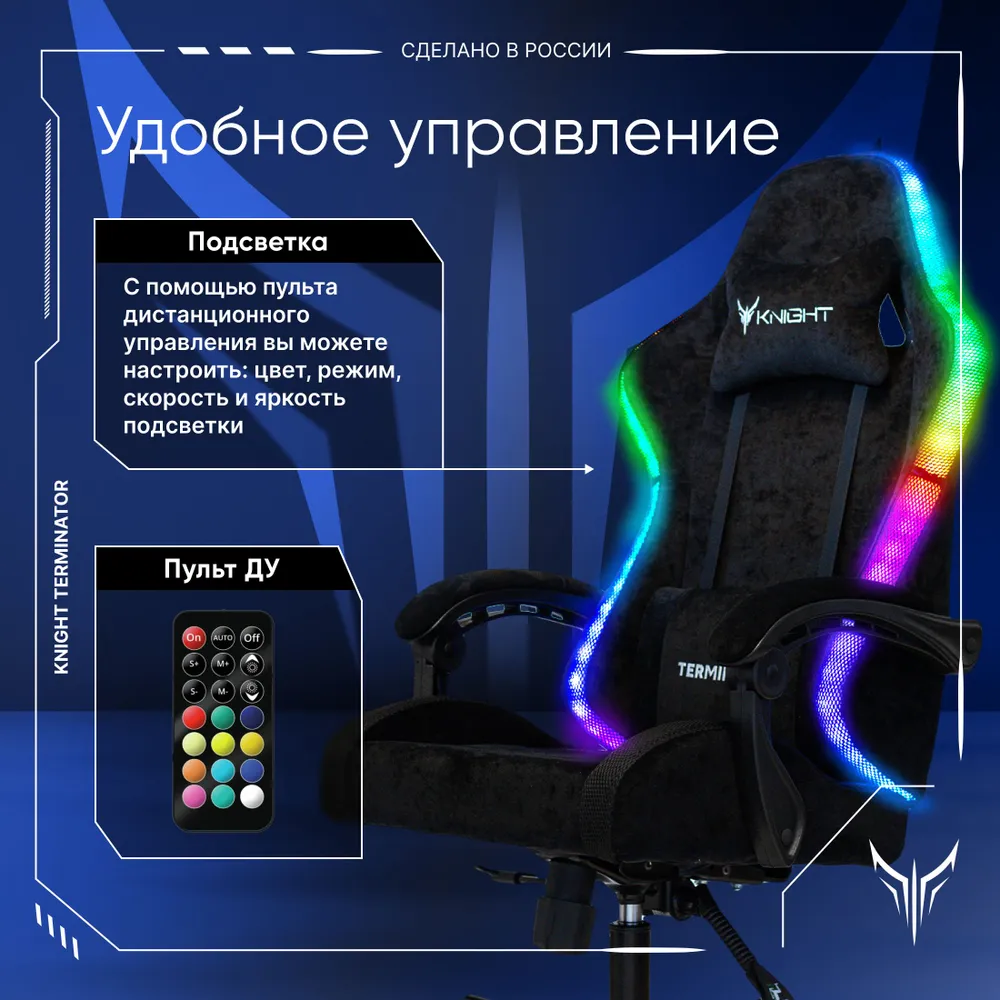 СДЕЛАНО В РОССИИ
Удобное управление
Подсветка
С помощью пульта
дистанционного
управления вы можете
настроить: цвет, режим,
скорость и яркость
подсветки
KNIGHT
KNIGHT TERMINATOR
Пульт ДУ
On AUTO Off
S+ M+
S- M-
TERMII